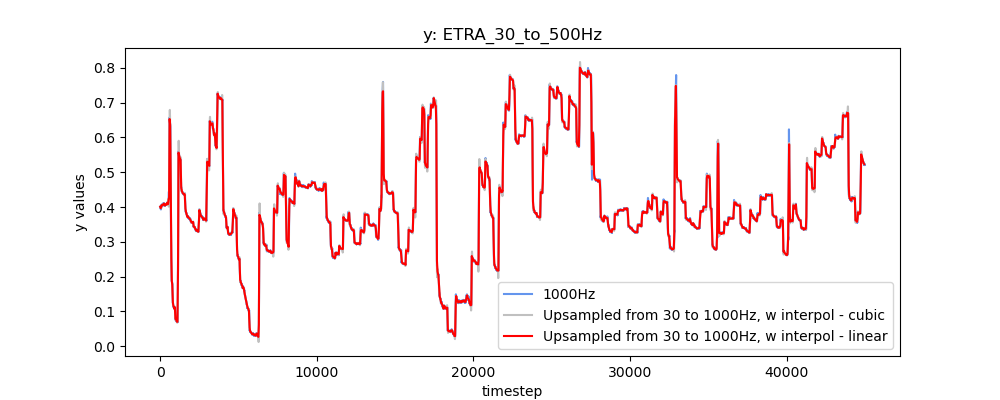 y: ETRA_30_to_500Hz
0.8
0.7
0.6
0.5
0.4
0.3
0.2
0.1
0.0
y values
1000Hz
Upsampled from 30 to 1000Hz, w interpol - cubic
Upsampled from 30 to 1000Hz, w interpol - linear
0
10000
20000
30000
40000
timestep